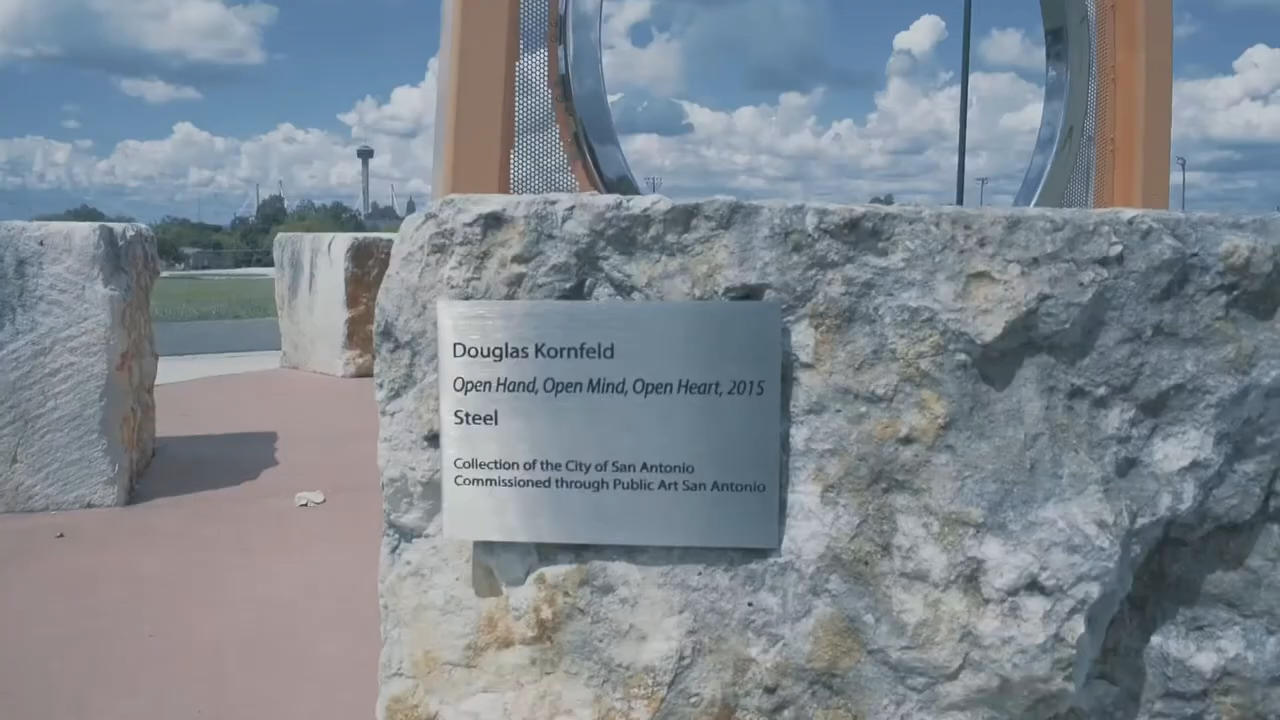 Douglas Kornfeld
Open Hand, Open Mind, Open Heart, 2015
Steel
Collection of the City of San Antonio
Commissioned through Public Art San Antonio